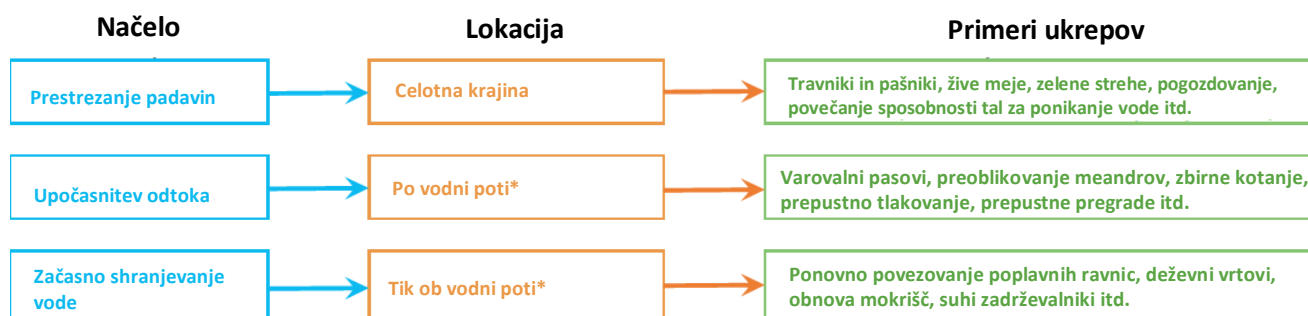 Načelo
Lokacija
Primeri ukrepov
Prestrezanje padavin
Celotna krajina
Travniki in pašniki, žive meje, zelene strehe, pogozdovanje,
povečanje sposobnosti tal za ponikanje vode itd.
Upočasnitev odtoka
Po vodni poti*
Varovalni pasovi, preoblikovanje meandrov, zbirne kotanje,
prepustno tlakovanje, prepustne pregrade itd.
Začasno shranjevanje
vode
Tik ob vodni poti*
Ponovno povezovanje poplavnih ravnic, deževni vrtovi,
obnova mokrišč, suhi zadrževalniki itd.